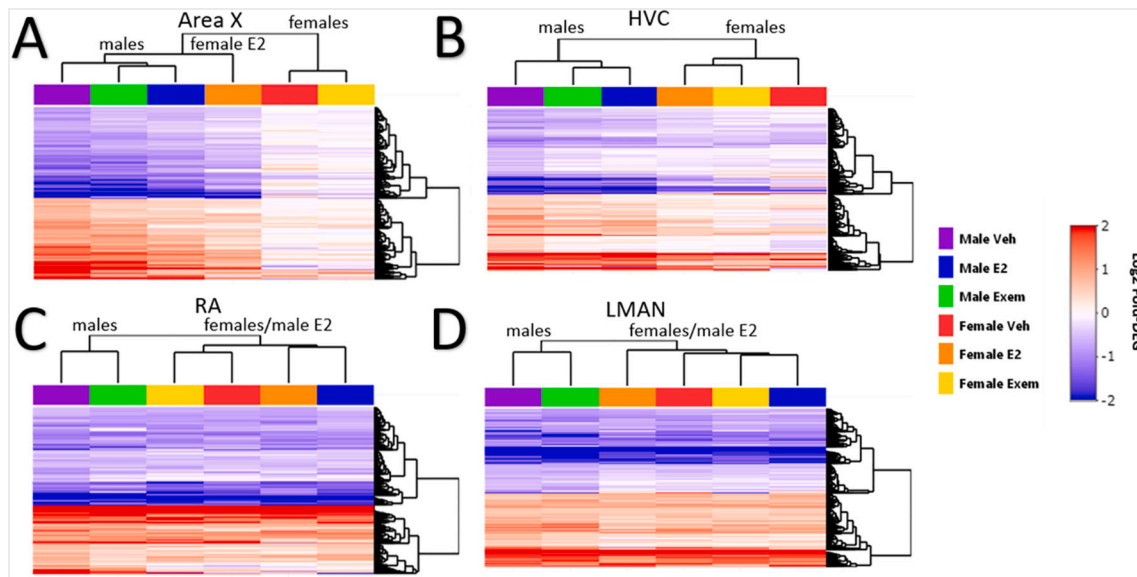 A
Area X
males
female E2
females
B
HVC
males
females
C
RA
males
females/male E2
D
LMAN
males
females/male E2
Male Veh
Male E2
Male Exem
Female Veh
Female E2
Female Exem
2
1
0
-1
-2